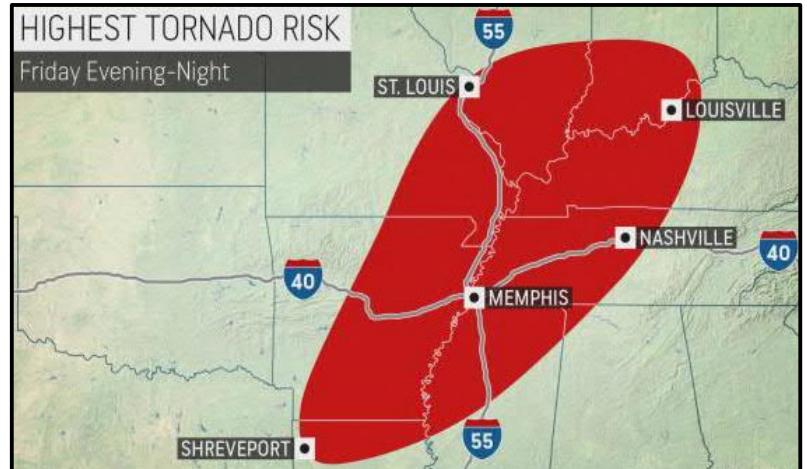 HIGHEST TORNADO RISK
Friday Evening-Night
55
ST. LOUIS
LOUISVILLE
NASHVILLE
40
40
MEMPHIS
55
SHREVEPORT